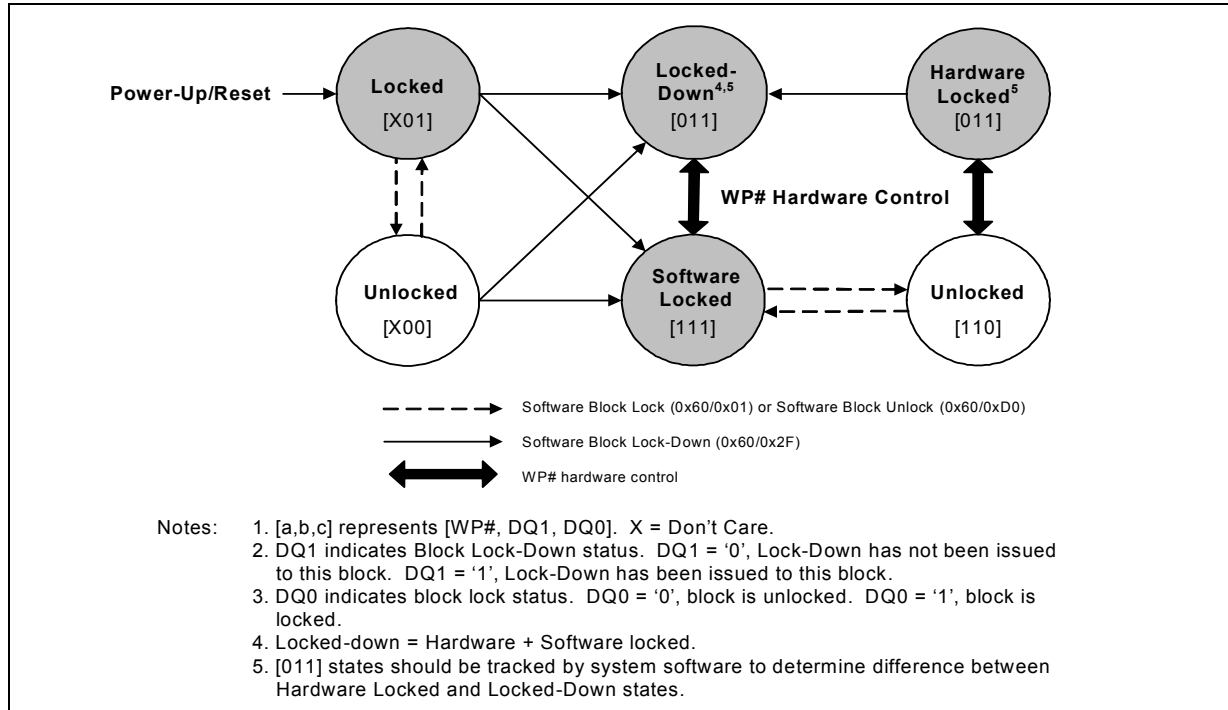 Power-Up/Reset
Locked
[X01]
Locked-
Down4,5
[011]
Hardware
Locked5
[011]
WP# Hardware Control
Unlocked
[X00]
Software
Locked
[111]
Unlocked
[110]
Software Block Lock (0x60/0x01) or Software Block Unlock (0x60/0xD0)
Software Block Lock-Down (0x60/0x2F)
WP# hardware control
Notes: 1. [a,b,c] represents [WP#, DQ1, DQ0]. X = Don't Care.
2. DQ1 indicates Block Lock-Down status. DQ1 = ‘0’, Lock-Down has not been issued
to this block. DQ1 = ‘1’, Lock-Down has been issued to this block.
3. DQ0 indicates block lock status. DQ0 = ‘0’, block is unlocked. DQ0 = ‘1’, block is
locked.
4. Locked-down = Hardware + Software locked.
5. [011] states should be tracked by system software to determine difference between
Hardware Locked and Locked-Down states.